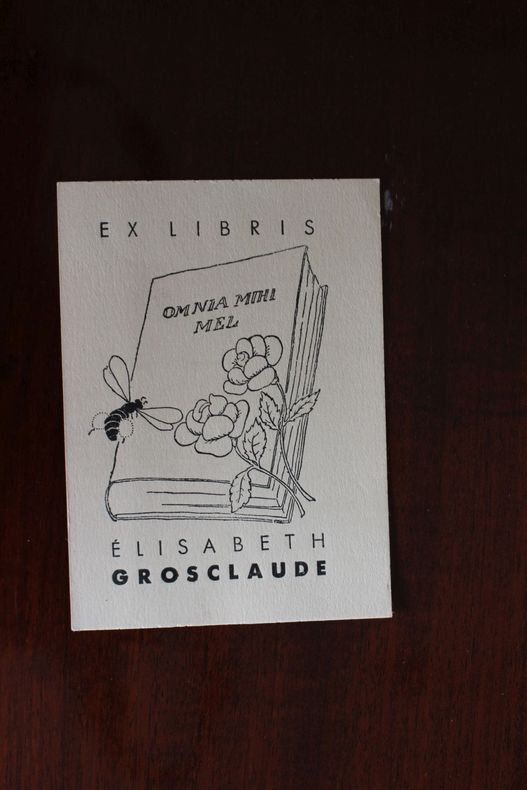 EX LIBRIS
OMNIA MIHI
MEL
ÉLISABETH
GROSCLAUDE